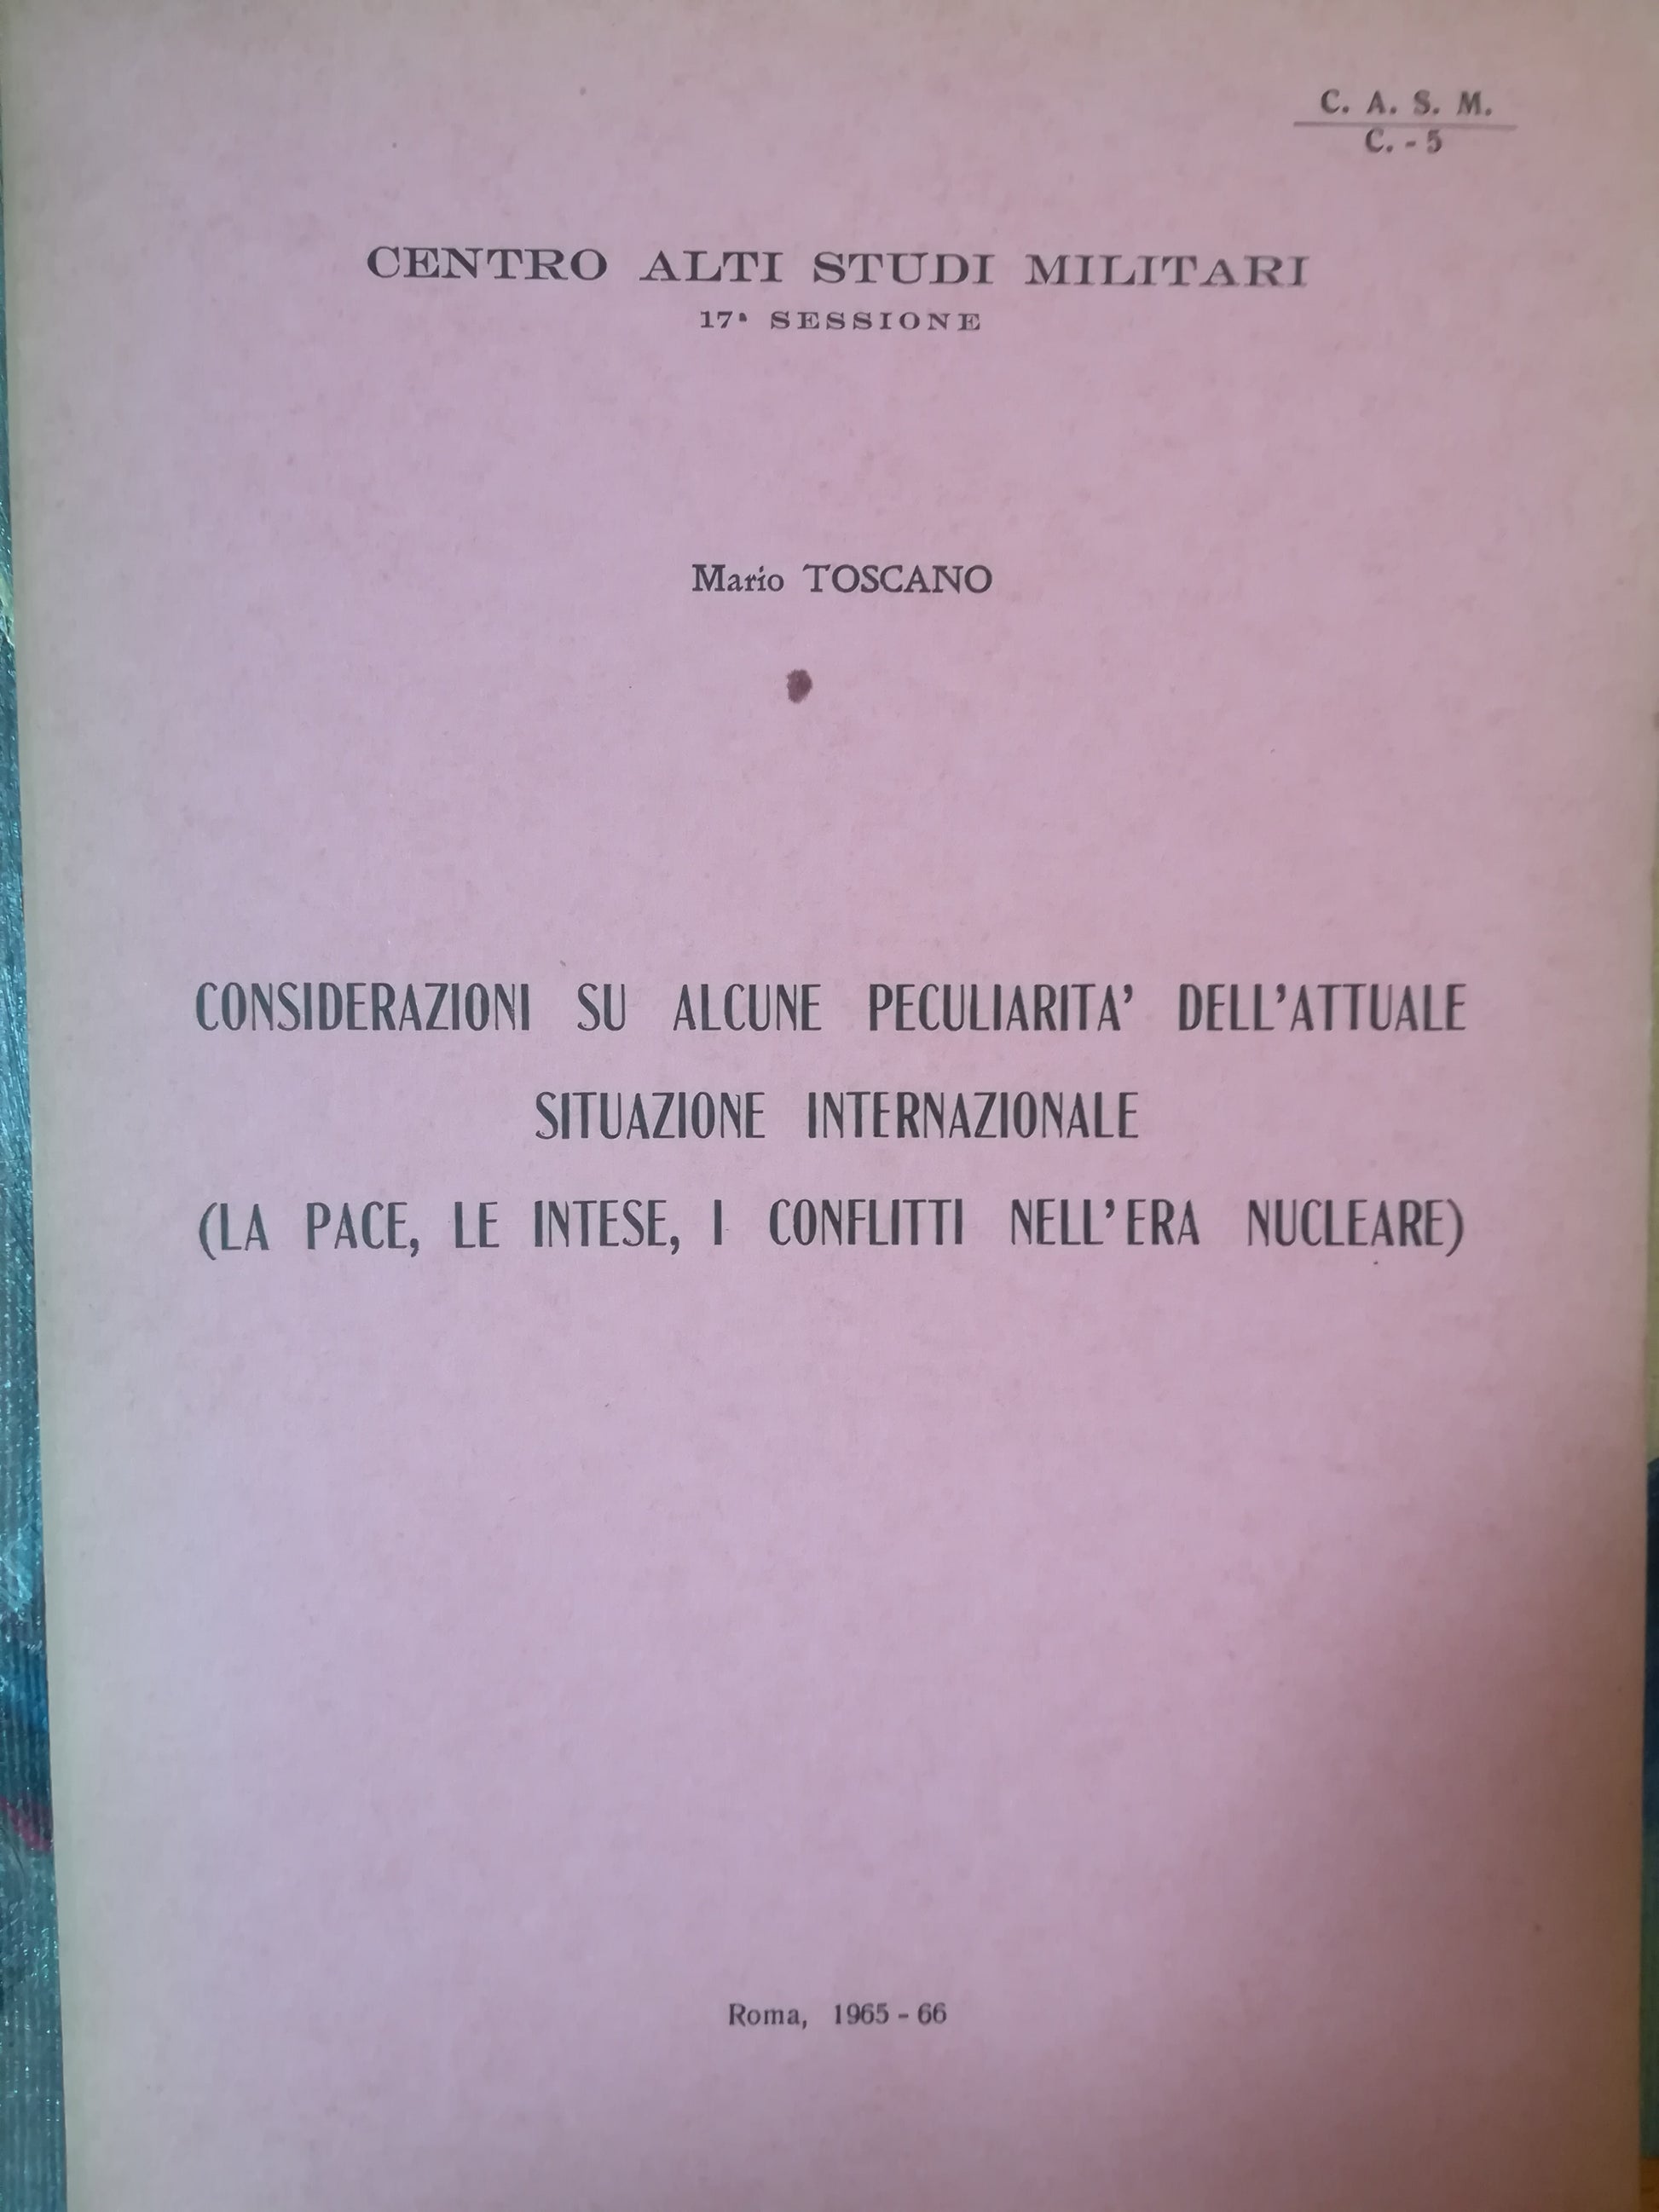 C. A. S. M.
C. - 5
CENTRO ALTI STUDI MILITARI
17ª SESSIONE
Mario TOSCANO
CONSIDERAZIONI SU ALCUNE PECULIARITA' DELL'ATTUALE
SITUAZIONE INTERNAZIONALE
(LA PACE, LE INTESE, I CONFLITTI NELL'ERA NUCLEARE)
Roma, 1965 - 66